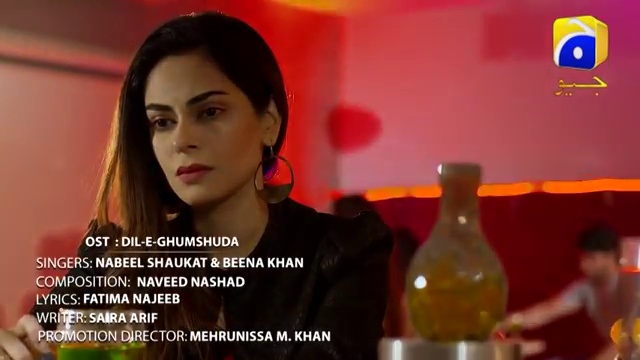 جیو
OST : DIL-E-GHUMSHUDA
SINGERS: NABEEL SHAUKAT & BEENA KHAN
COMPOSITION: NAVEED NASHAD
LYRICS: FATIMA NAJEEB
WRITER: SAIRA ARIF
PROMOTION DIRECTOR: MEHRUNISSA M. KHAN